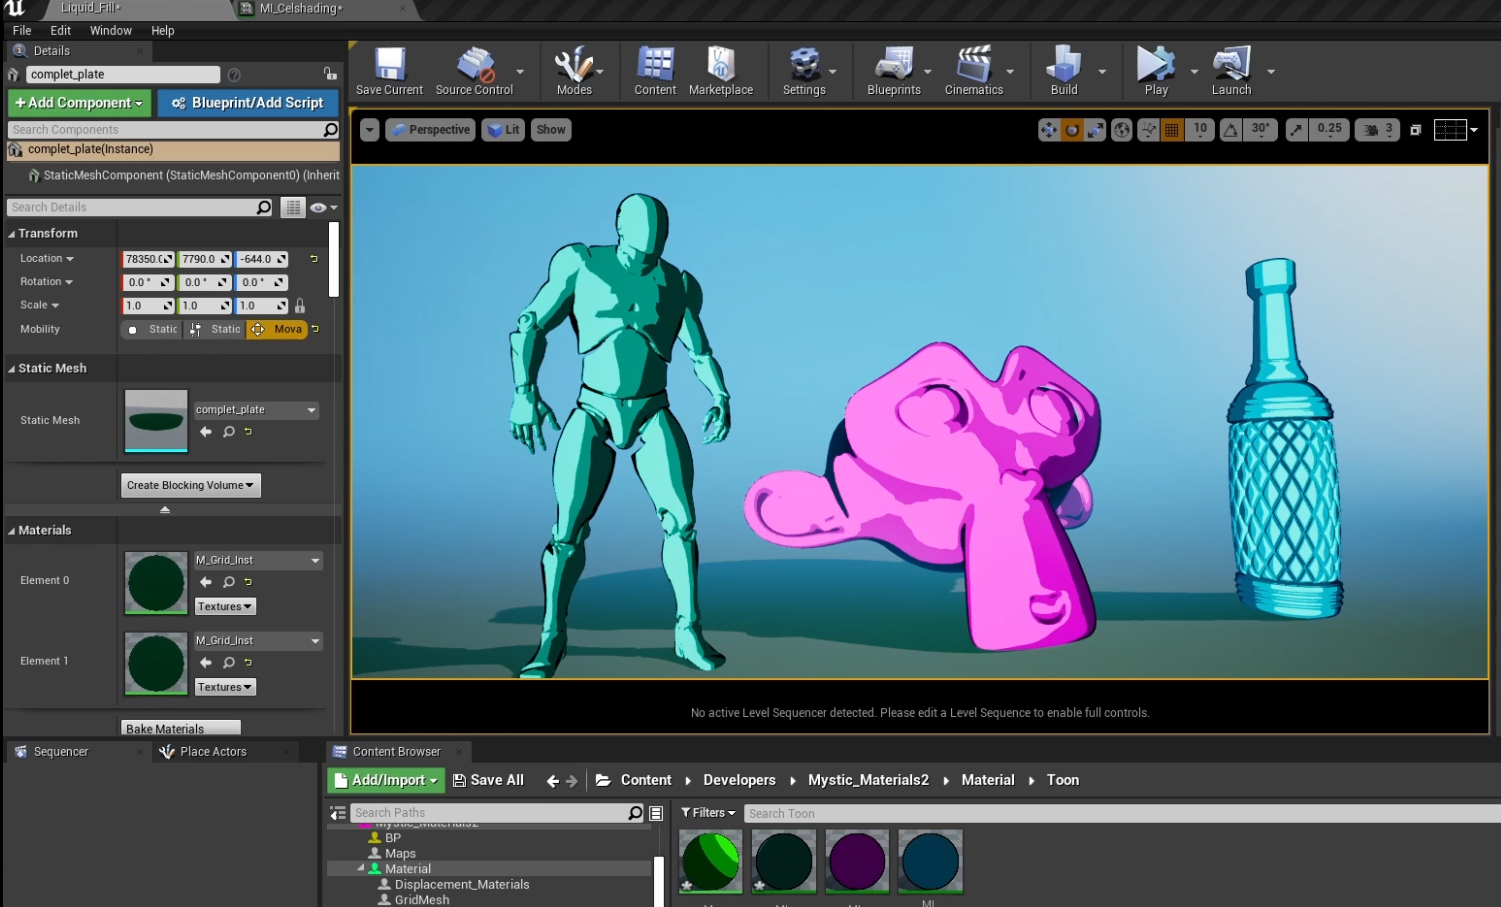 Liquid_Fill*
MI_Celshading*
File Edit Window Help
Details
complet_plate
+Add Component
Blueprint/Add Script
Search Components
complet_plate(Instance)
StaticMeshComponent (StaticMeshComponent0) (Inherit
Search Details
Transform
Location 78350.0 7790.0 -644.0
Rotation 0.0 ° 0.0 ° 0.0 °
Scale 1.0 1.0 1.0
Mobility Static Static Mova
Static Mesh
Static Mesh
complet_plate
Create Blocking Volume
Materials
Element 0
M_Grid_Inst
Textures
Element 1
M_Grid_Inst
Textures
Bake Materials
Save Current Source Control Modes Content Marketplace Settings Blueprints Cinematics Build Play Launch
Perspective Lit Show
10 30° 0.25 3
No active Level Sequencer detected. Please edit a Level Sequence to enable full controls.
Sequencer
Place Actors
Content Browser
Add/Import Save All Content Developers Mystic_Materials2 Material Toon
Search Paths
Filters
Search Toon
Mystic_Materials2
BP
Maps
Material
Displacement_Materials
GridMesh